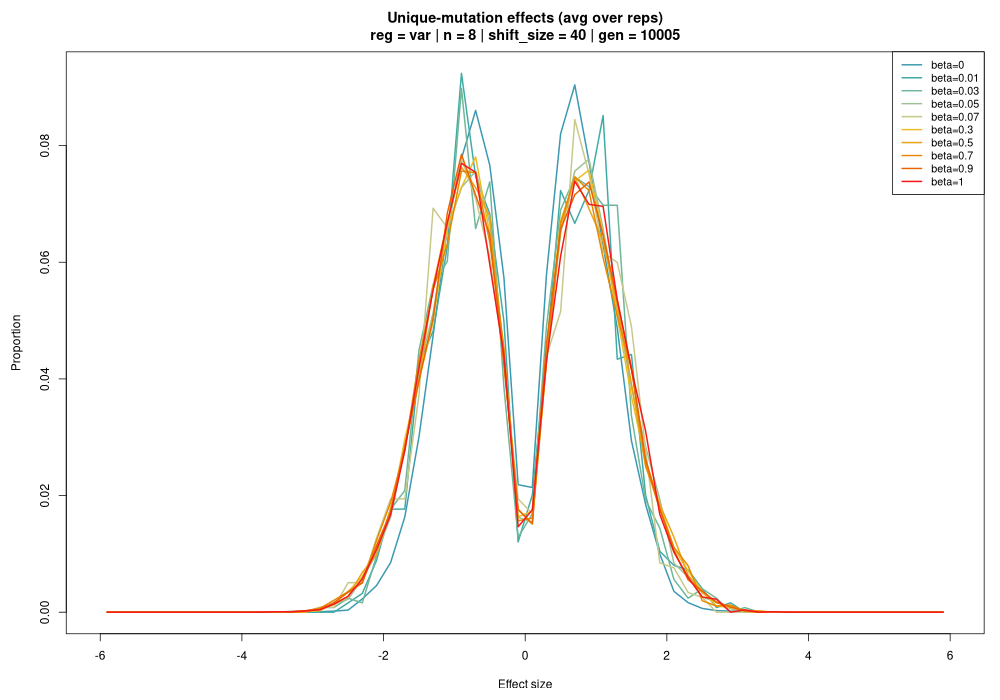 Unique-mutation effects (avg over reps)
reg = var | n = 8 | shift_size = 40 | gen = 10005
beta=0
beta=0.01
beta=0.03
beta=0.05
beta=0.07
beta=0.3
beta=0.5
beta=0.7
beta=0.9
beta=1
Proportion
0.08
0.06
0.04
0.02
0.00
-6
-4
-2
0
2
4
6
Effect size